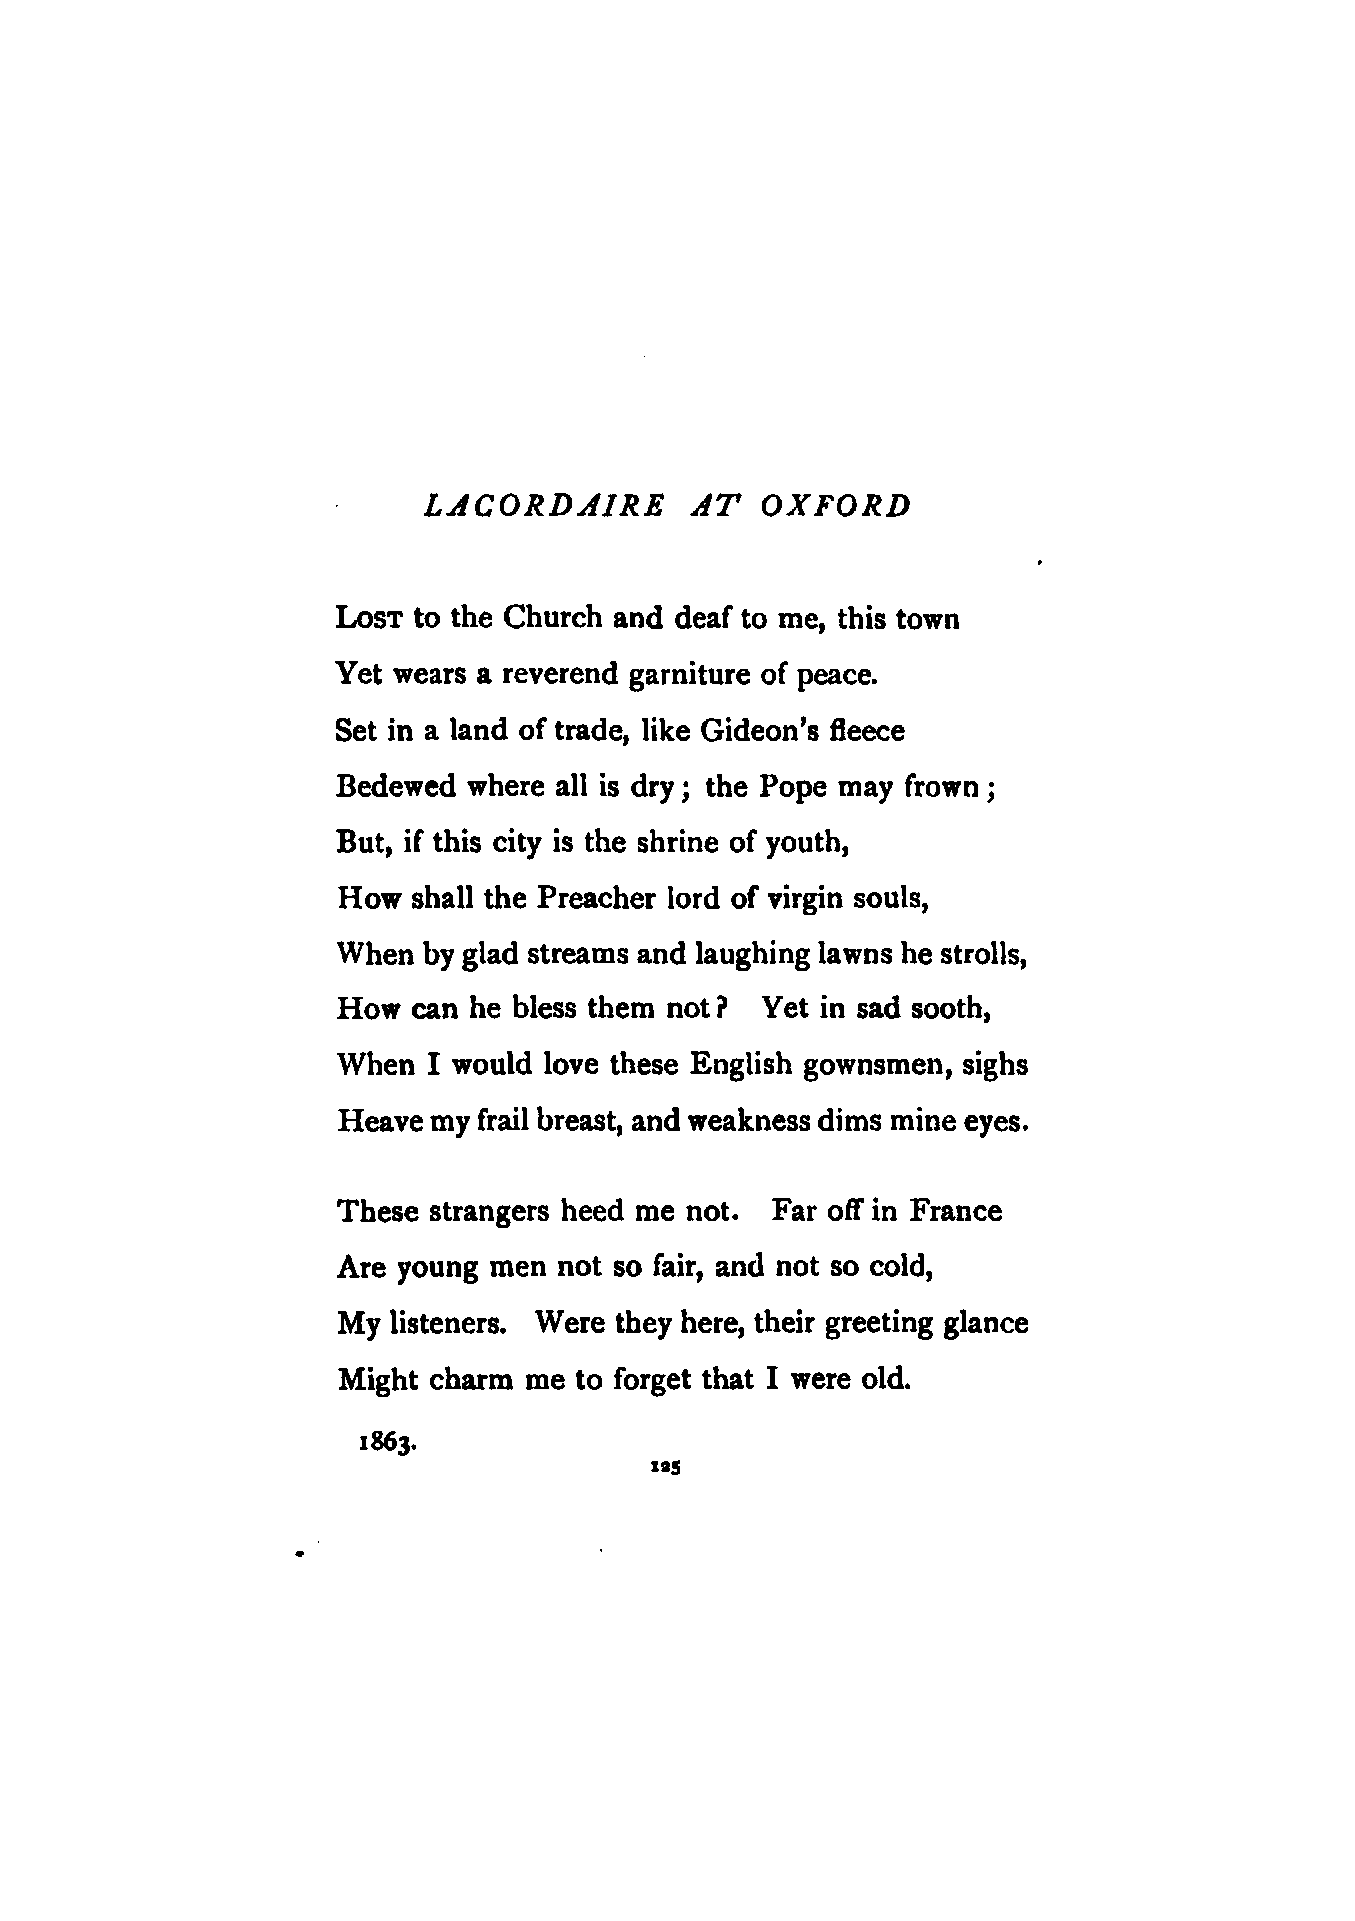 LACORDAIRE AT OXFORD
LOST to the Church and deaf to me, this town
Yet wears a reverend garniture of peace.
Set in a land of trade, like Gideon's fleece
Bedewed where all is dry; the Pope may frown;
But, if this city is the shrine of youth,
How shall the Preacher lord of virgin souls,
When by glad streams and laughing lawns he strolls,
How can he bless them not? Yet in sad sooth,
When I would love these English gownsmen, sighs
Heave my frail breast, and weakness dims mine eyes.
These strangers heed me not. Far off in France
Are young men not so fair, and not so cold,
My listeners. Were they here, their greeting glance
Might charm me to forget that I were old.
1863.
125